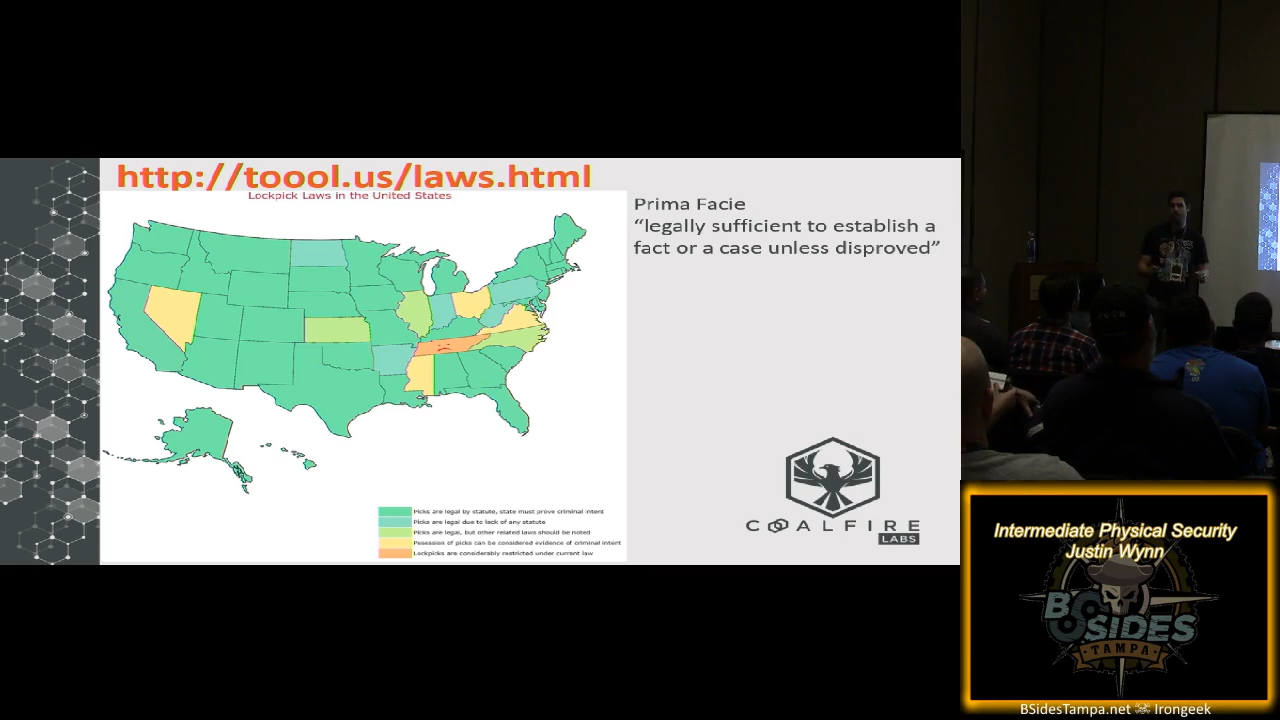 http://toool.us/laws.html
Lockpick Laws in the United States
Prima Facie
“legally sufficient to establish a
fact or a case unless disproved”
Picks are legal by statute, state must prove criminal intent
Picks are legal due to lack of any statute
Picks are legal, but other related laws should be noted
Possession of picks can be considered evidence of criminal intent
Lockpicks are considerably restricted under current law
COALFIRE
LABS
Intermediate Physical Security
Justin Wynn
BSIDES
TAMPA
BSidesTampa.net Irongeek